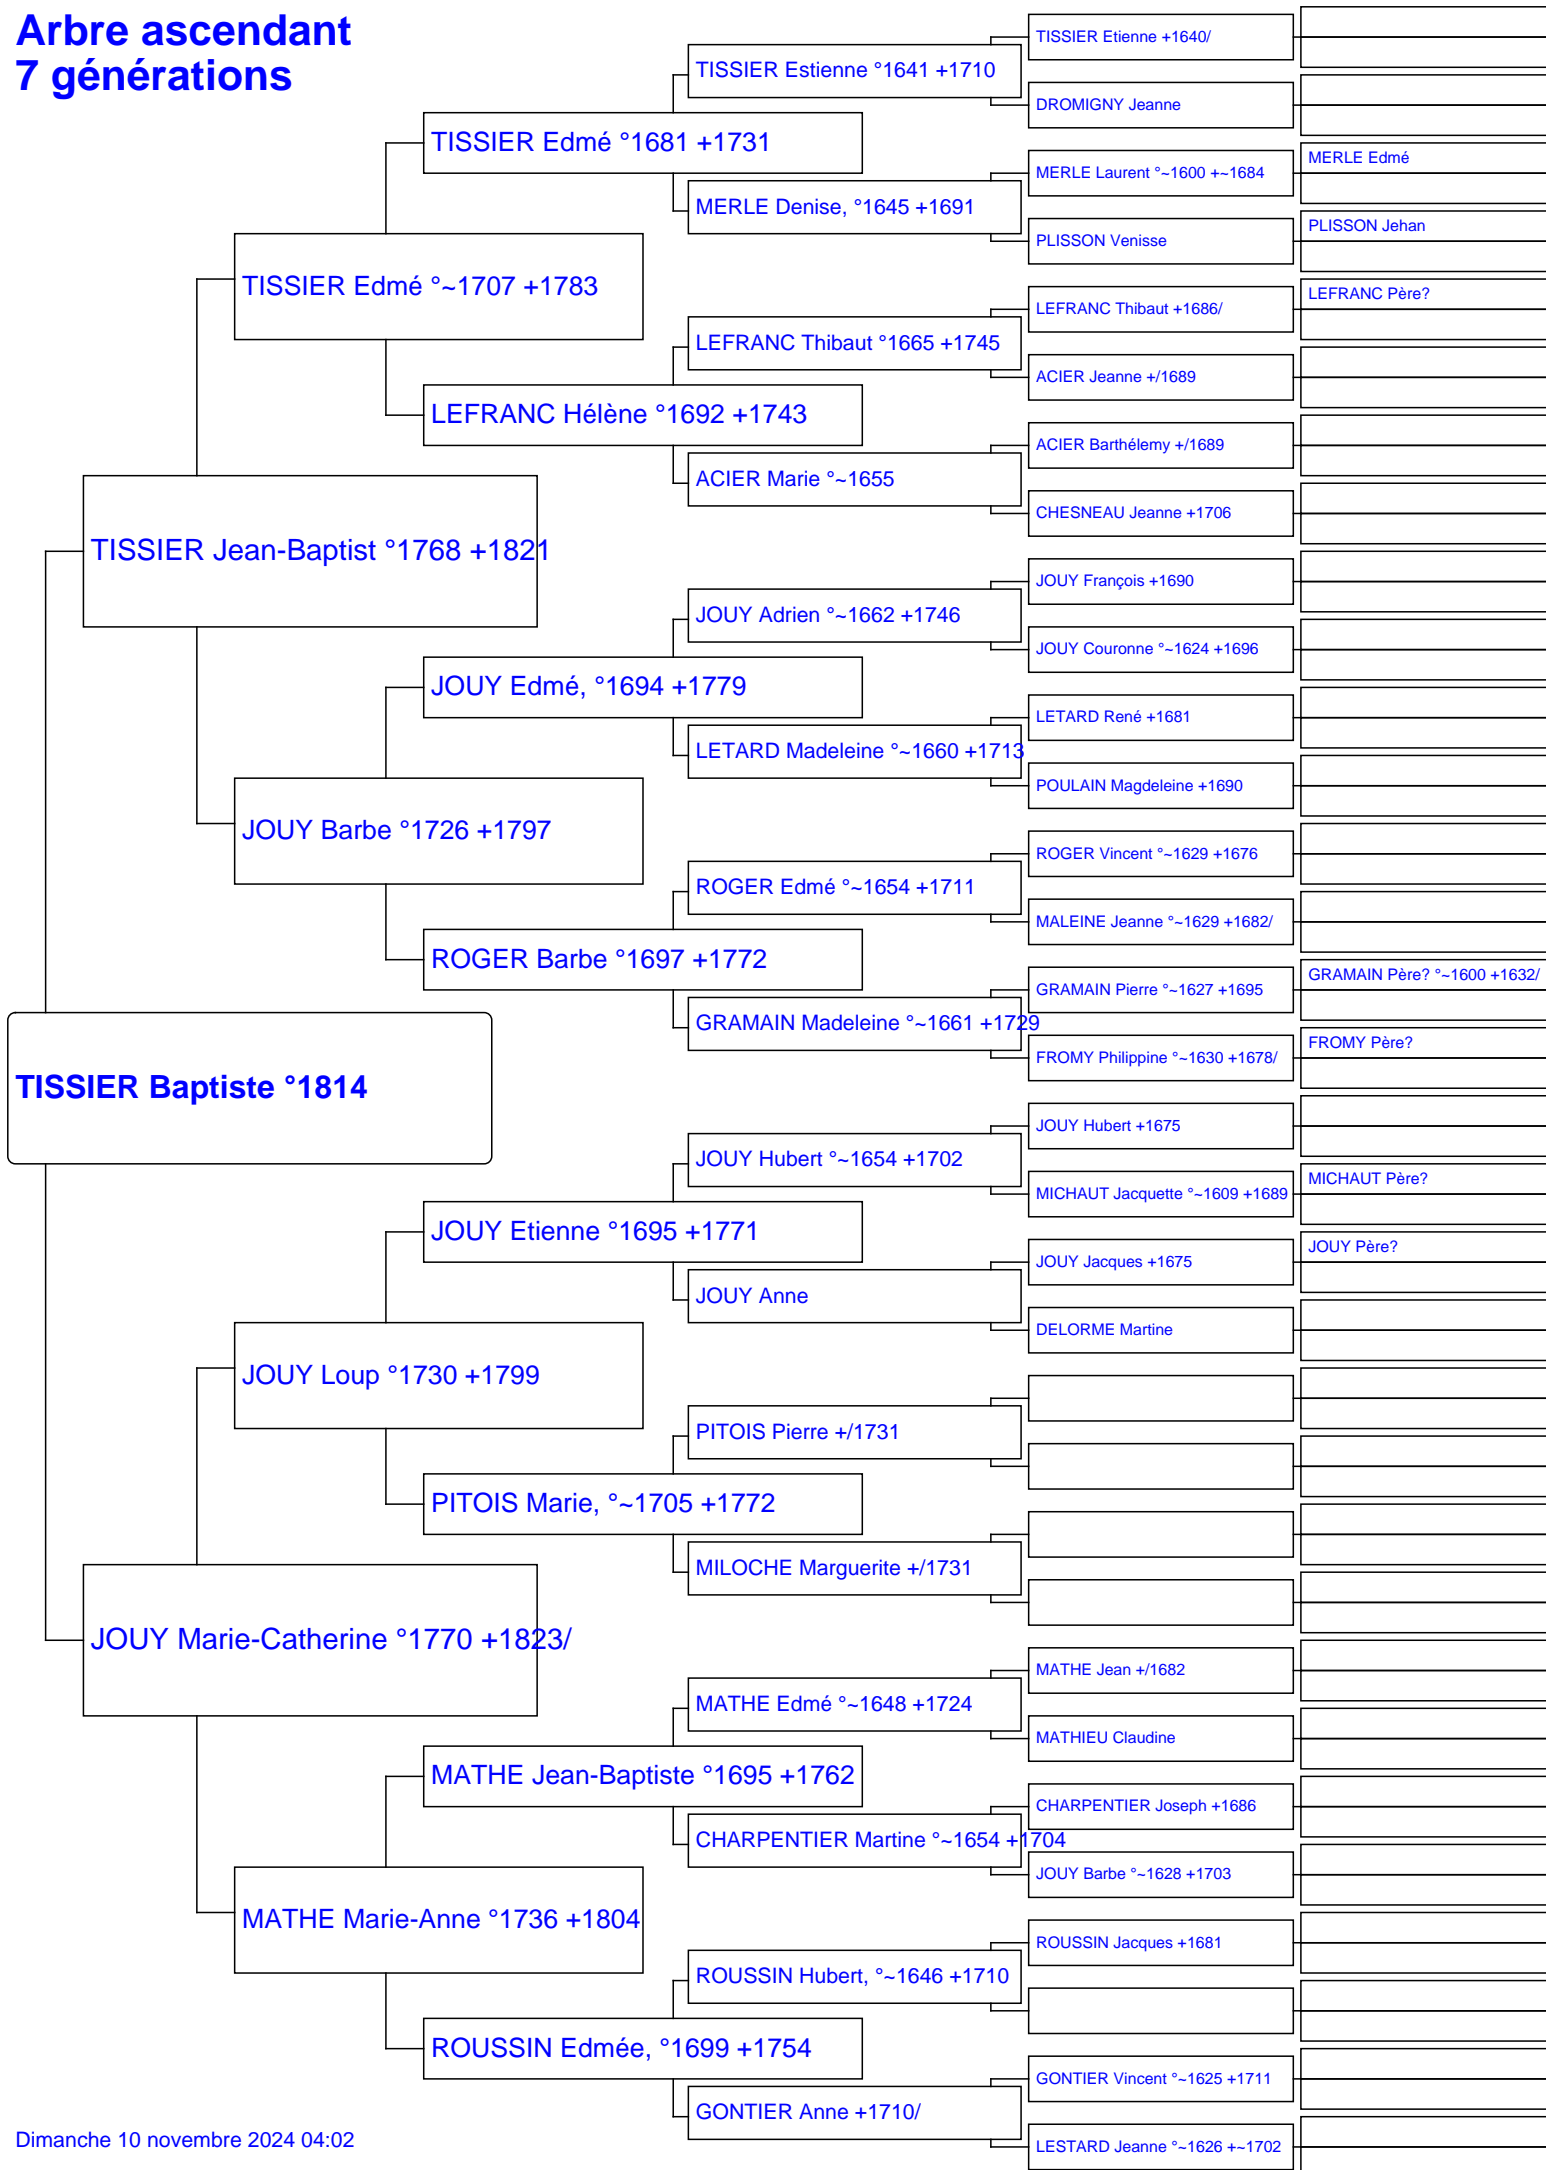 Arbre ascendant
7 générations
TISSIER Baptiste °1814
TISSIER Jean-Baptist °1768 +1821
JOUY Marie-Catherine °1770 +1823/
TISSIER Edmé °~1707 +1783
JOUY Barbe °1726 +1797
JOUY Loup °1730 +1799
MATHE Marie-Anne °1736 +1804
TISSIER Edmé °1681 +1731
LEFRANC Hélène °1692 +1743
JOUY Edmé, °1694 +1779
ROGER Barbe °1697 +1772
JOUY Etienne °1695 +1771
PITOIS Marie, °~1705 +1772
MATHE Jean-Baptiste °1695 +1762
ROUSSIN Edmée, °1699 +1754
TISSIER Estienne °1641 +1710
MERLE Denise, °1645 +1691
LEFRANC Thibaut °1665 +1745
ACIER Marie °~1655
JOUY Adrien °~1662 +1746
LETARD Madeleine °~1660 +1713
ROGER Edmé °~1654 +1711
GRAMAIN Madeleine °~1661 +1729
JOUY Hubert °~1654 +1702
JOUY Anne
PITOIS Pierre +/1731
MILOCHE Marguerite +/1731
MATHE Edmé °~1648 +1724
CHARPENTIER Martine °~1654 +1704
ROUSSIN Hubert, °~1646 +1710
GONTIER Anne +1710/
TISSIER Etienne +1640/
DROMIGNY Jeanne
MERLE Laurent °~1600 +~1684
PLISSON Venisse
LEFRANC Thibaut +1686/
ACIER Jeanne +/1689
ACIER Barthélemy +/1689
CHESNEAU Jeanne +1706
JOUY François +1690
JOUY Couronne °~1624 +1696
LETARD René +1681
POULAIN Magdeleine +1690
ROGER Vincent °~1629 +1676
MALEINE Jeanne °~1629 +1682/
GRAMAIN Pierre °~1627 +1695
FROMY Philippine °~1630 +1678/
JOUY Hubert +1675
MICHAUT Jacquette °~1609 +1689
JOUY Jacques +1675
DELORME Martine
MATHE Jean +/1682
MATHIEU Claudine
CHARPENTIER Joseph +1686
JOUY Barbe °~1628 +1703
ROUSSIN Jacques +1681
GONTIER Vincent °~1625 +1711
LESTARD Jeanne °~1626 +~1702
MERLE Edmé
PLISSON Jehan
LEFRANC Père?
GRAMAIN Père? °~1600 +1632/
FROMY Père?
MICHAUT Père?
JOUY Père?
Dimanche 10 novembre 2024 04:02